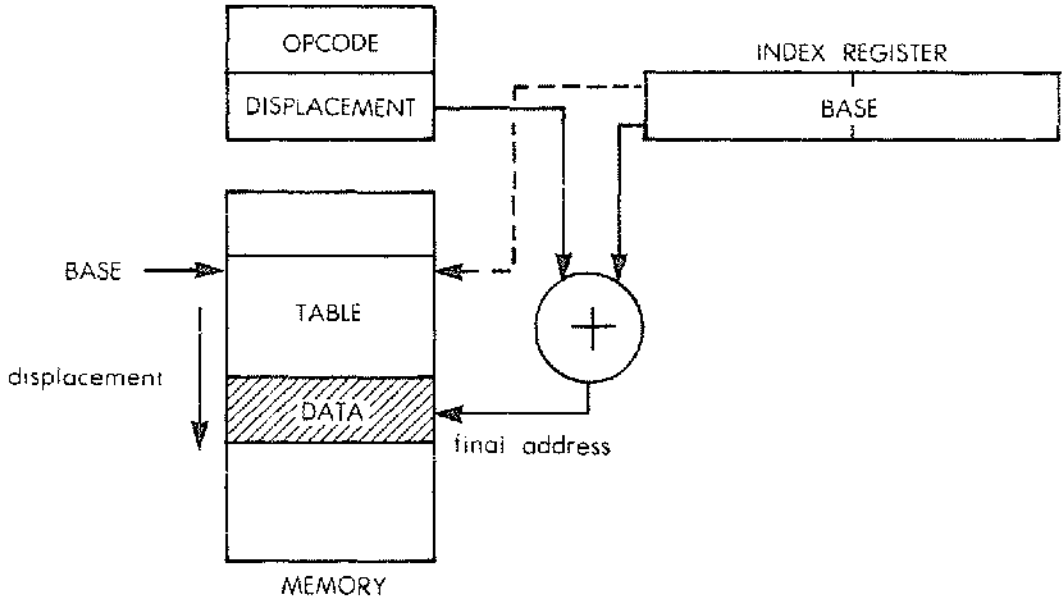 OPCODE
INDEX REGISTER
DISPLACEMENT
BASE
BASE
TABLE
displacement
DATA
final address
MEMORY